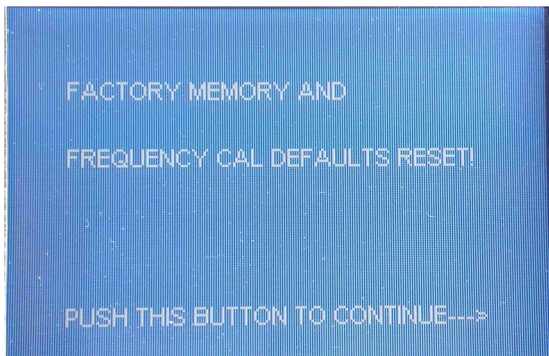 FACTORY MEMORY AND
FREQUENCY CAL DEFAULTS RESET!
PUSH THIS BUTTON TO CONTINUE--->